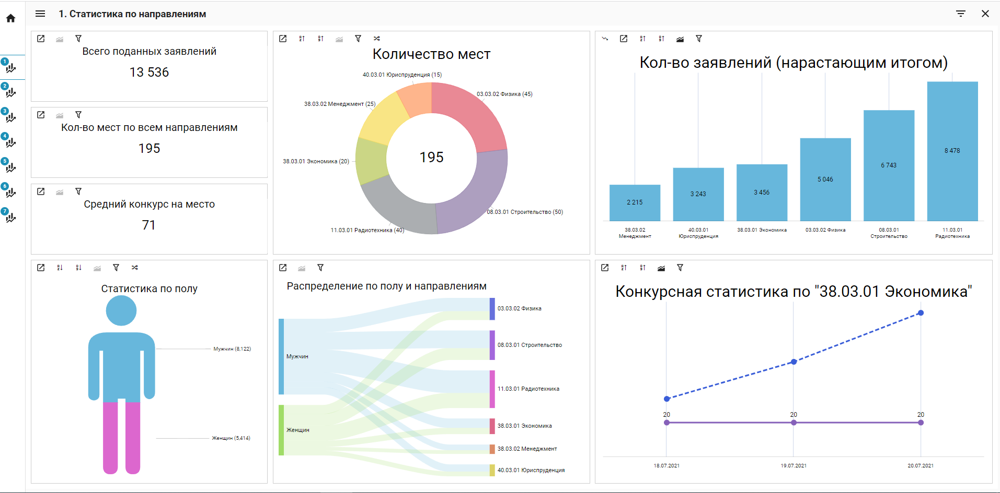 1. Статистика по направлениям
1
2
3
4
5
6
7
Всего поданных заявлений
13 536
Кол-во мест по всем направлениям
195
Средний конкурс на место
71
Количество мест
40.03.01 Юриспруденция (15)
03.03.02 Физика (45)
38.03.02 Менеджмент (25)
38.03.01 Экономика (20)
195
08.03.01 Строительство (50)
11.03.01 Радиотехника (40)
Кол-во заявлений (нарастающим итогом)
2 215
3 243
3 456
5 046
6 743
8 478
38.03.02
Менеджмент
40.03.01
Юриспруденция
38.03.01 Экономика
03.03.02 Физика
08.03.01
Строительство
11.03.01
Радиотехника
Статистика по полу
Мужчин (8,122)
Женщин (5,414)
Распределение по полу и направлениям
Мужчин
Женщин
03.03.02 Физика
08.03.01 Строительство
11.03.01 Радиотехника
38.03.01 Экономика
38.03.02 Менеджмент
40.03.01 Юриспруденция
Конкурсная статистика по "38.03.01 Экономика"
20
20
20
18.07.2021
19.07.2021
20.07.2021